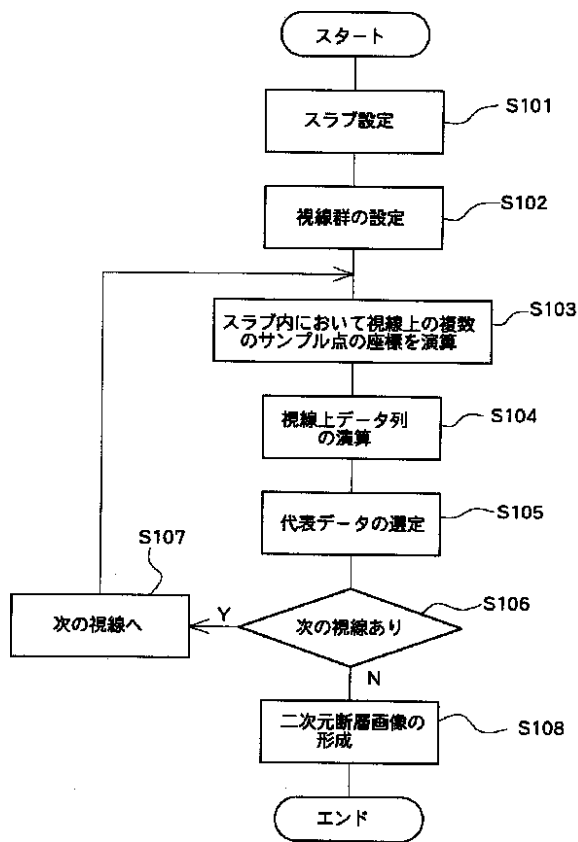 スタート
スラブ設定
S101
視線群の設定
S102
スラブ内において視線上の複数
のサンプル点の座標を演算
S103
視線上データ列
の演算
S104
代表データの選定
S105
S107
次の視線へ
Y
次の視線あり
S106
N
二次元断層画像の
形成
S108
エンド